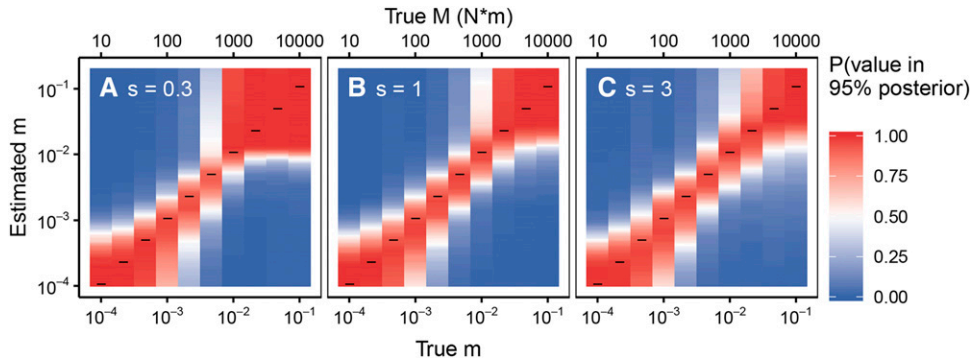 True M (N*m)
10 100 1000 10000 10 100 1000 10000 10 100 1000 10000
A s = 0.3 B s = 1 C s = 3
Estimated m
10⁻¹
10⁻²
10⁻³
10⁻⁴
10⁻⁴ 10⁻³ 10⁻² 10⁻¹ 10⁻⁴ 10⁻³ 10⁻² 10⁻¹ 10⁻⁴ 10⁻³ 10⁻² 10⁻¹
True m
P(value in
95% posterior)
1.00
0.75
0.50
0.25
0.00